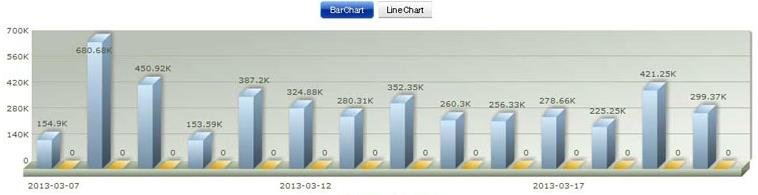 BarChart LineChart
700K
560K
420K
280K
140K
0
154.9K 0
680.68K 0
450.92K 0
153.59K 0
387.2K 0
324.88K 0
280.31K 0
352.35K 0
260.3K 0
256.33K 0
278.66K 0
225.25K 0
421.25K 0
299.37K 0
2013-03-07 2013-03-12 2013-03-17